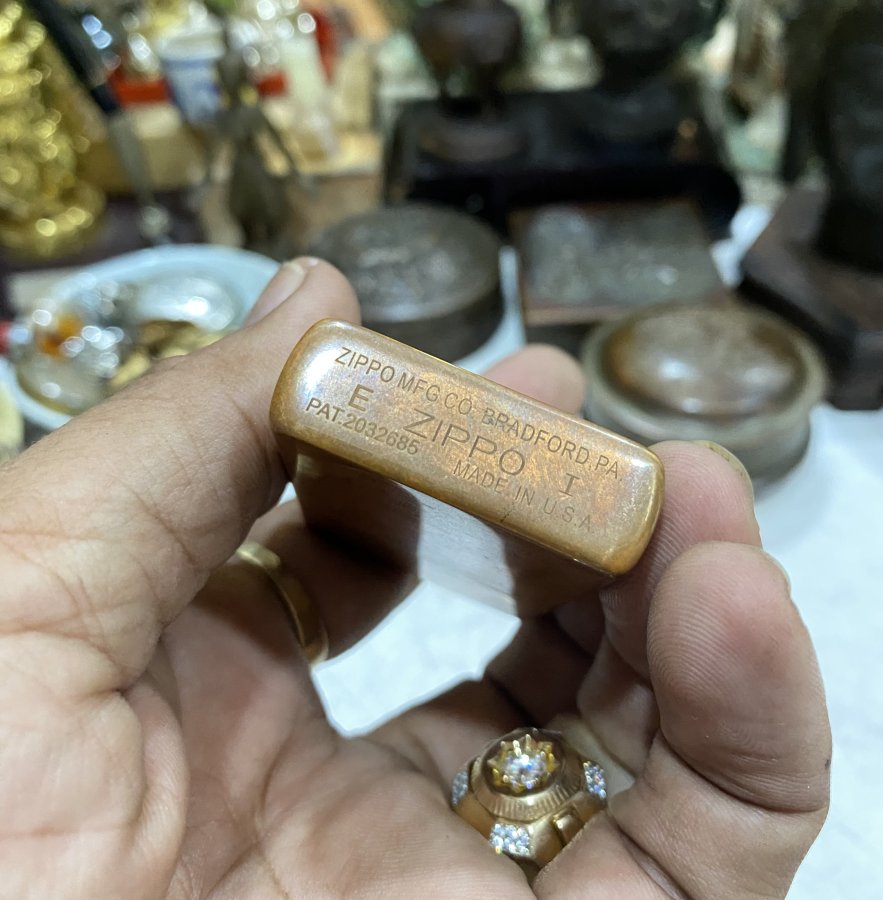 ZIPPO MFG.CO. BRADFORD.PA.
E ZIPPO I
PAT.2032685 MADE IN U.S.A